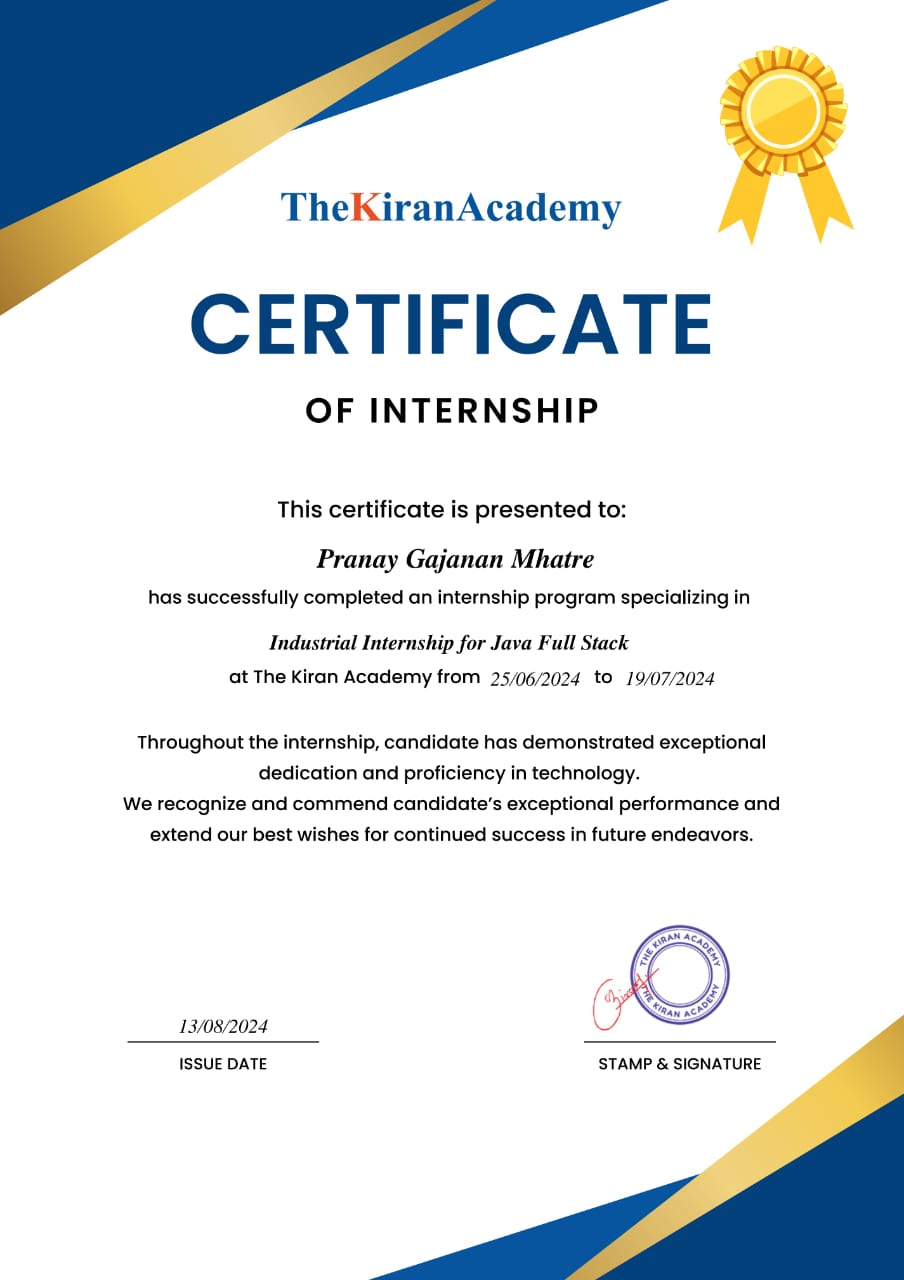 TheKiranAcademy
CERTIFICATE
OF INTERNSHIP
This certificate is presented to:
Pranay Gajanan Mhatre
has successfully completed an internship program specializing in
Industrial Internship for Java Full Stack
at The Kiran Academy from 25/06/2024 to 19/07/2024
Throughout the internship, candidate has demonstrated exceptional
dedication and proficiency in technology.
We recognize and commend candidate’s exceptional performance and
extend our best wishes for continued success in future endeavors.
THE KIRAN ACADEMY
THE KIRAN ACADEMY
13/08/2024
ISSUE DATE
STAMP & SIGNATURE